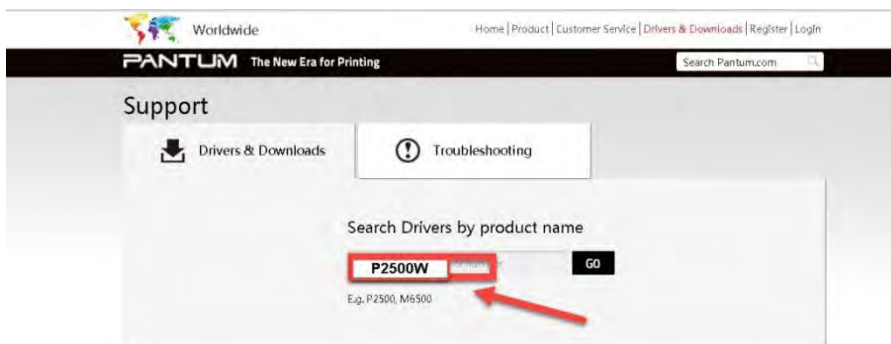 Worldwide
Home | Product | Customer Service | Drivers & Downloads | Register | Login
PANTUM The New Era for Printing
Search Pantum.com
Support
Drivers & Downloads
Troubleshooting
Search Drivers by product name
P2500W
GO
E.g. P2500, M6500